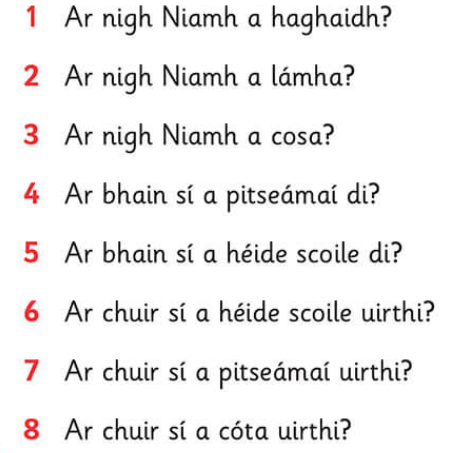 1 Ar nigh Niamh a haghaidh?
2 Ar nigh Niamh a lámha?
3 Ar nigh Niamh a cosa?
4 Ar bhain sí a pitseámaí di?
5 Ar bhain sí a héide scoile di?
6 Ar chuir sí a héide scoile uirthi?
7 Ar chuir sí a pitseámaí uirthi?
8 Ar chuir sí a cóta uirthi?